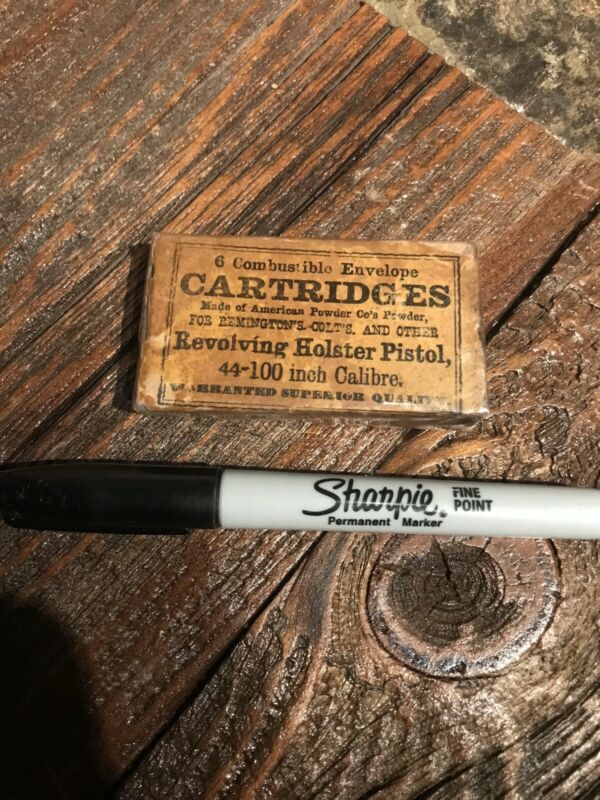 6 Combustible Envelope
CARTRIDGES
Made of American Powder Co's Powder,
FOR REMINGTON'S COLT'S, AND OTHER
Revolving Holster Pistol,
44-100 inch Calibre.
WARRANTED SUPERIOR QUALITY
Sharpie®
FINE
POINT
Permanent Marker